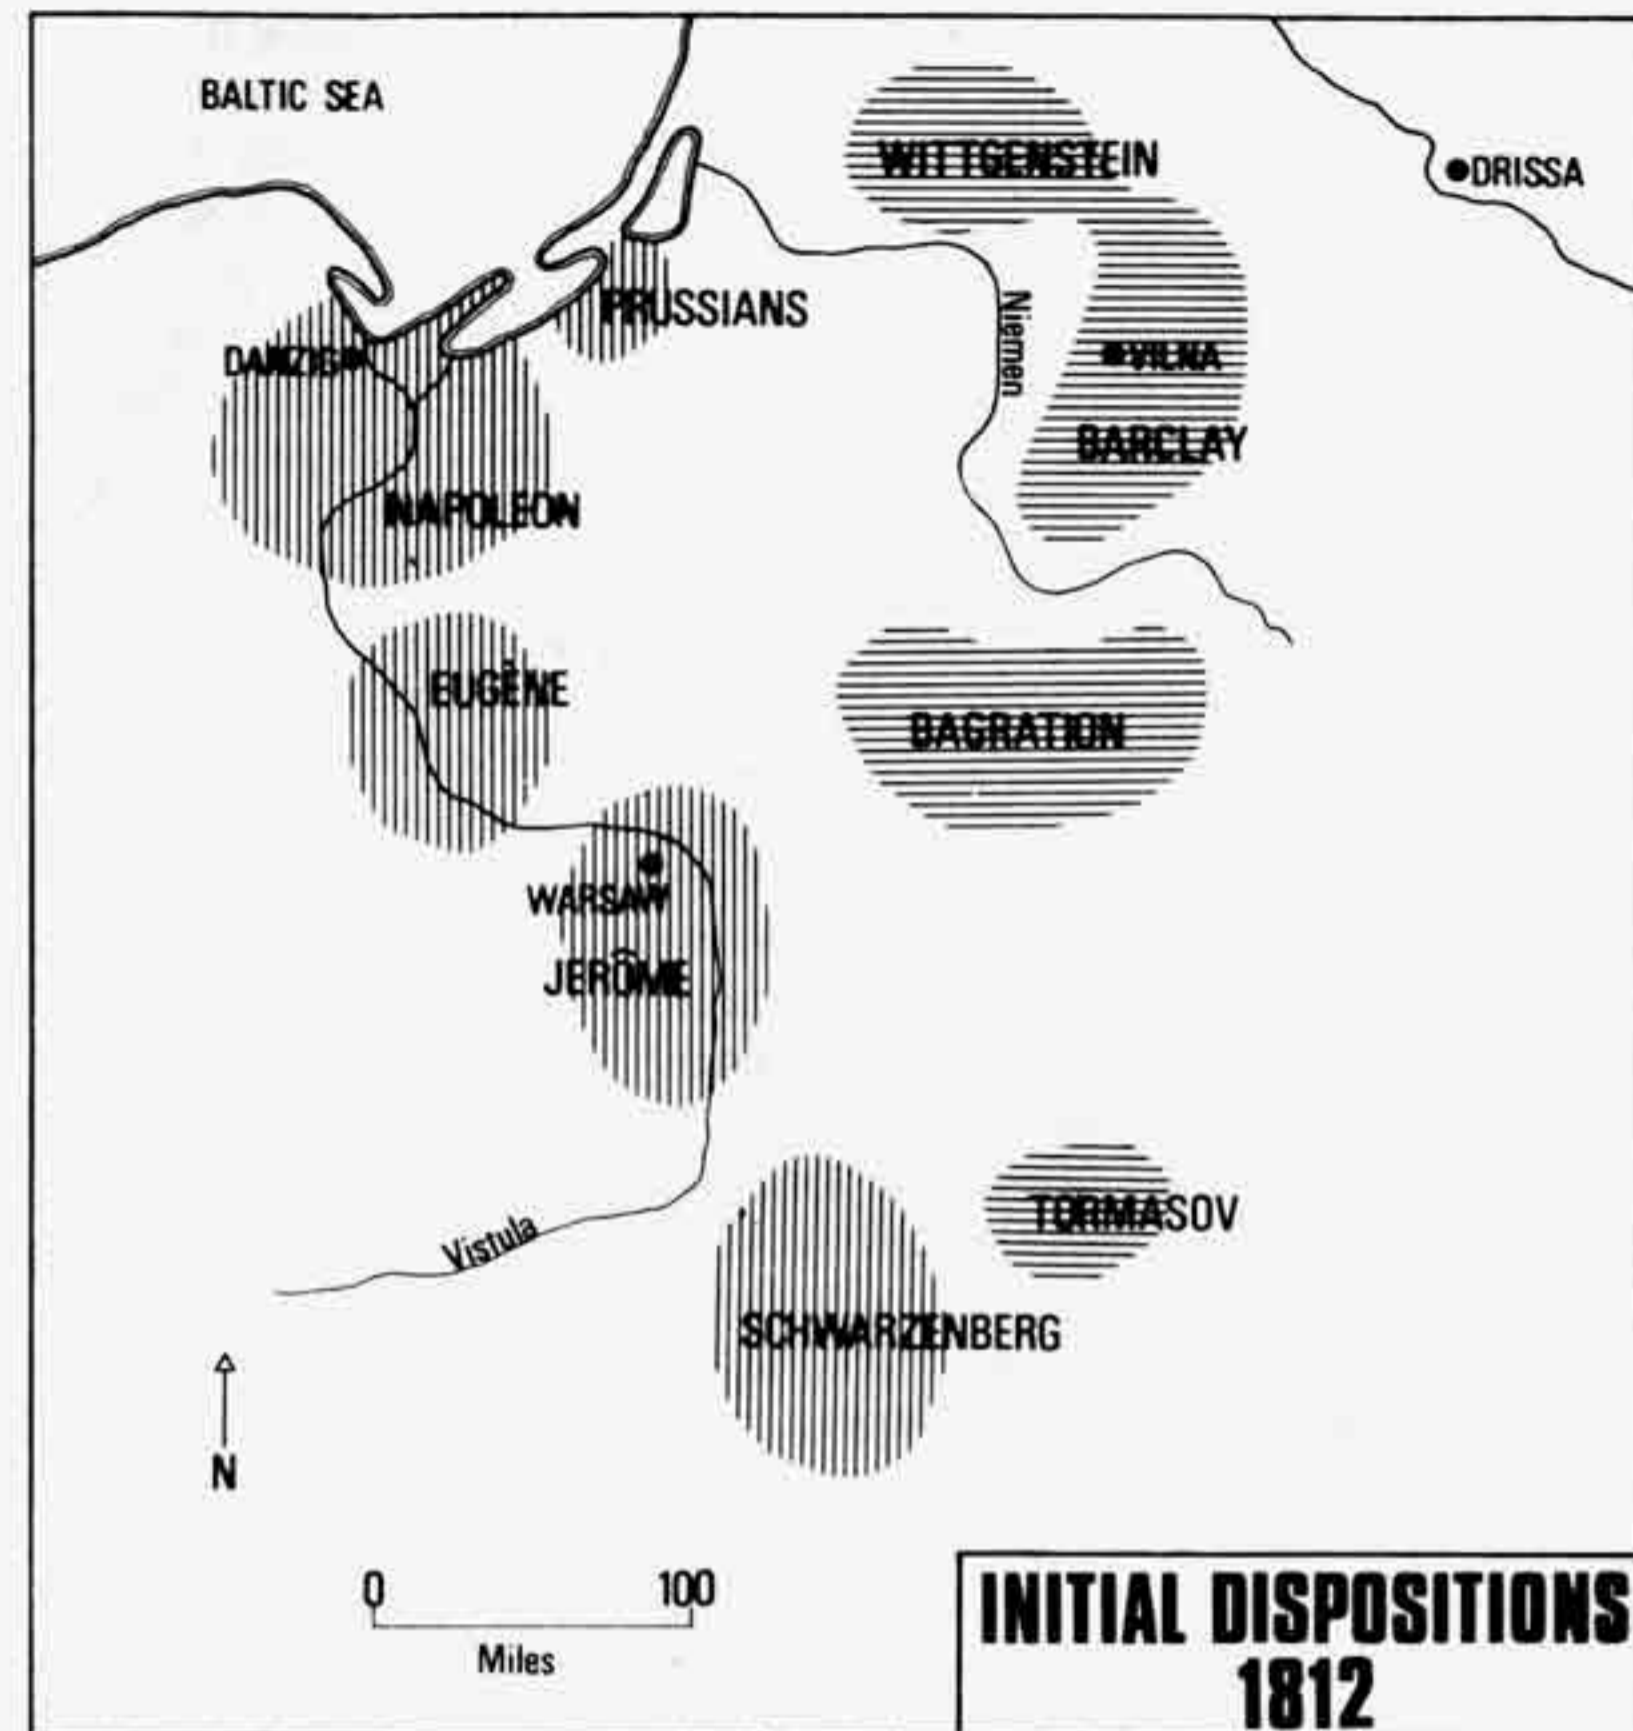 BALTIC SEA
WITTGENSTEIN
DRISSA
PRUSSIANS
Niemen
DANZIG
VILNA
BARCLAY
NAPOLEON
EUGÈNE
BAGRATION
WARSAW
JERÔME
TORMASOV
Vistula
SCHWARZENBERG
N
0 100
Miles
INITIAL DISPOSITIONS
1812